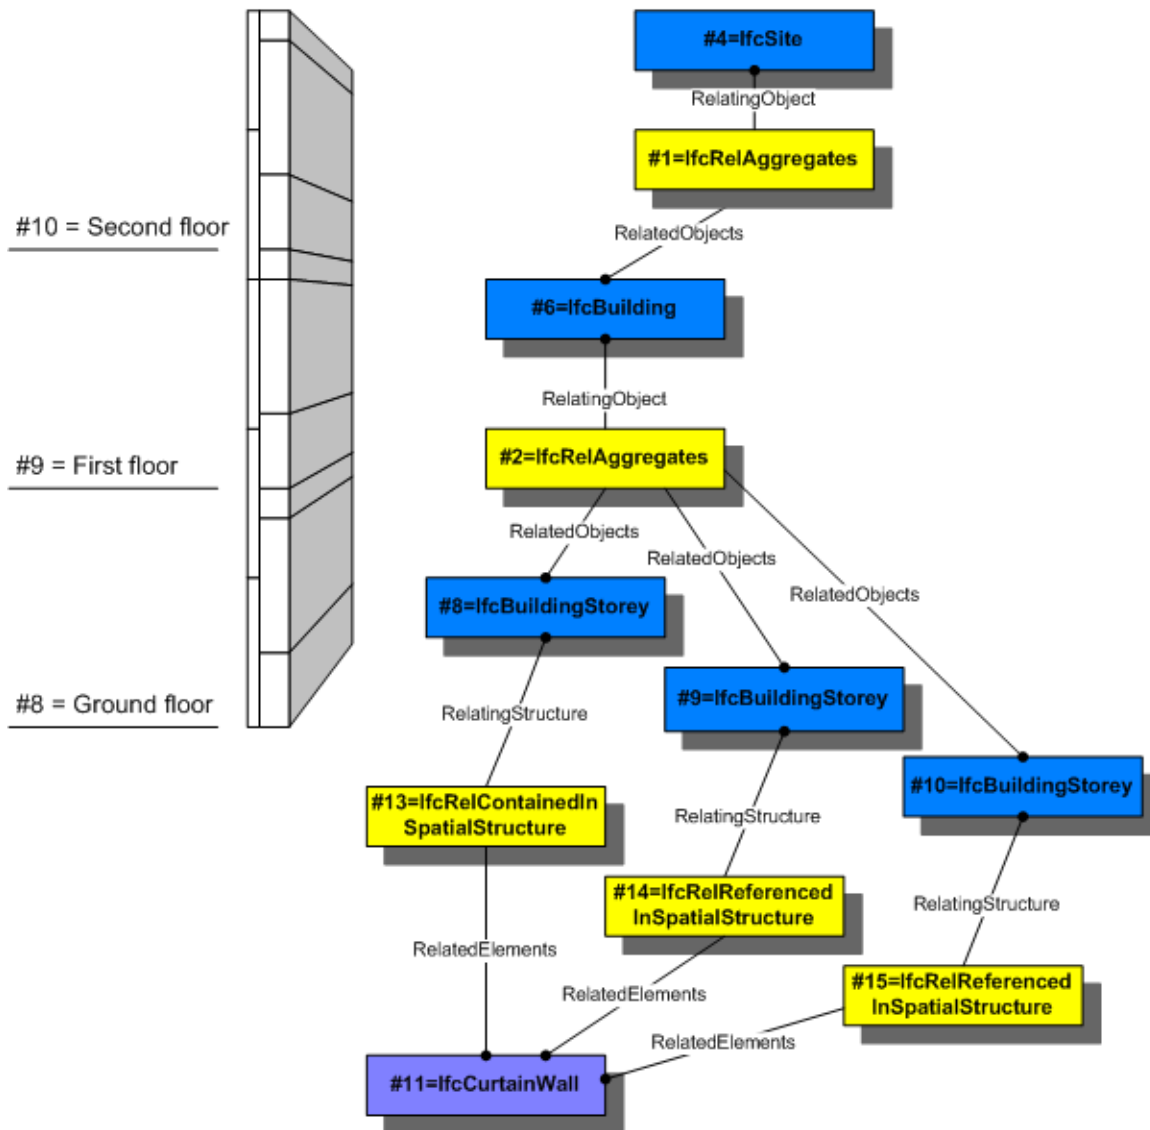 #4=IfcSite
RelatingObject
#1=IfcRelAggregates
RelatedObjects
#10 = Second floor
#6=IfcBuilding
RelatingObject
#9 = First floor
#2=IfcRelAggregates
RelatedObjects
RelatedObjects
RelatedObjects
#8=IfcBuildingStorey
#8 = Ground floor
#9=IfcBuildingStorey
RelatingStructure
#10=IfcBuildingStorey
#13=IfcRelContainedIn
SpatialStructure
RelatingStructure
#14=IfcRelReferenced
InSpatialStructure
RelatingStructure
RelatedElements
#15=IfcRelReferenced
InSpatialStructure
RelatedElements
RelatedElements
#11=IfcCurtainWall